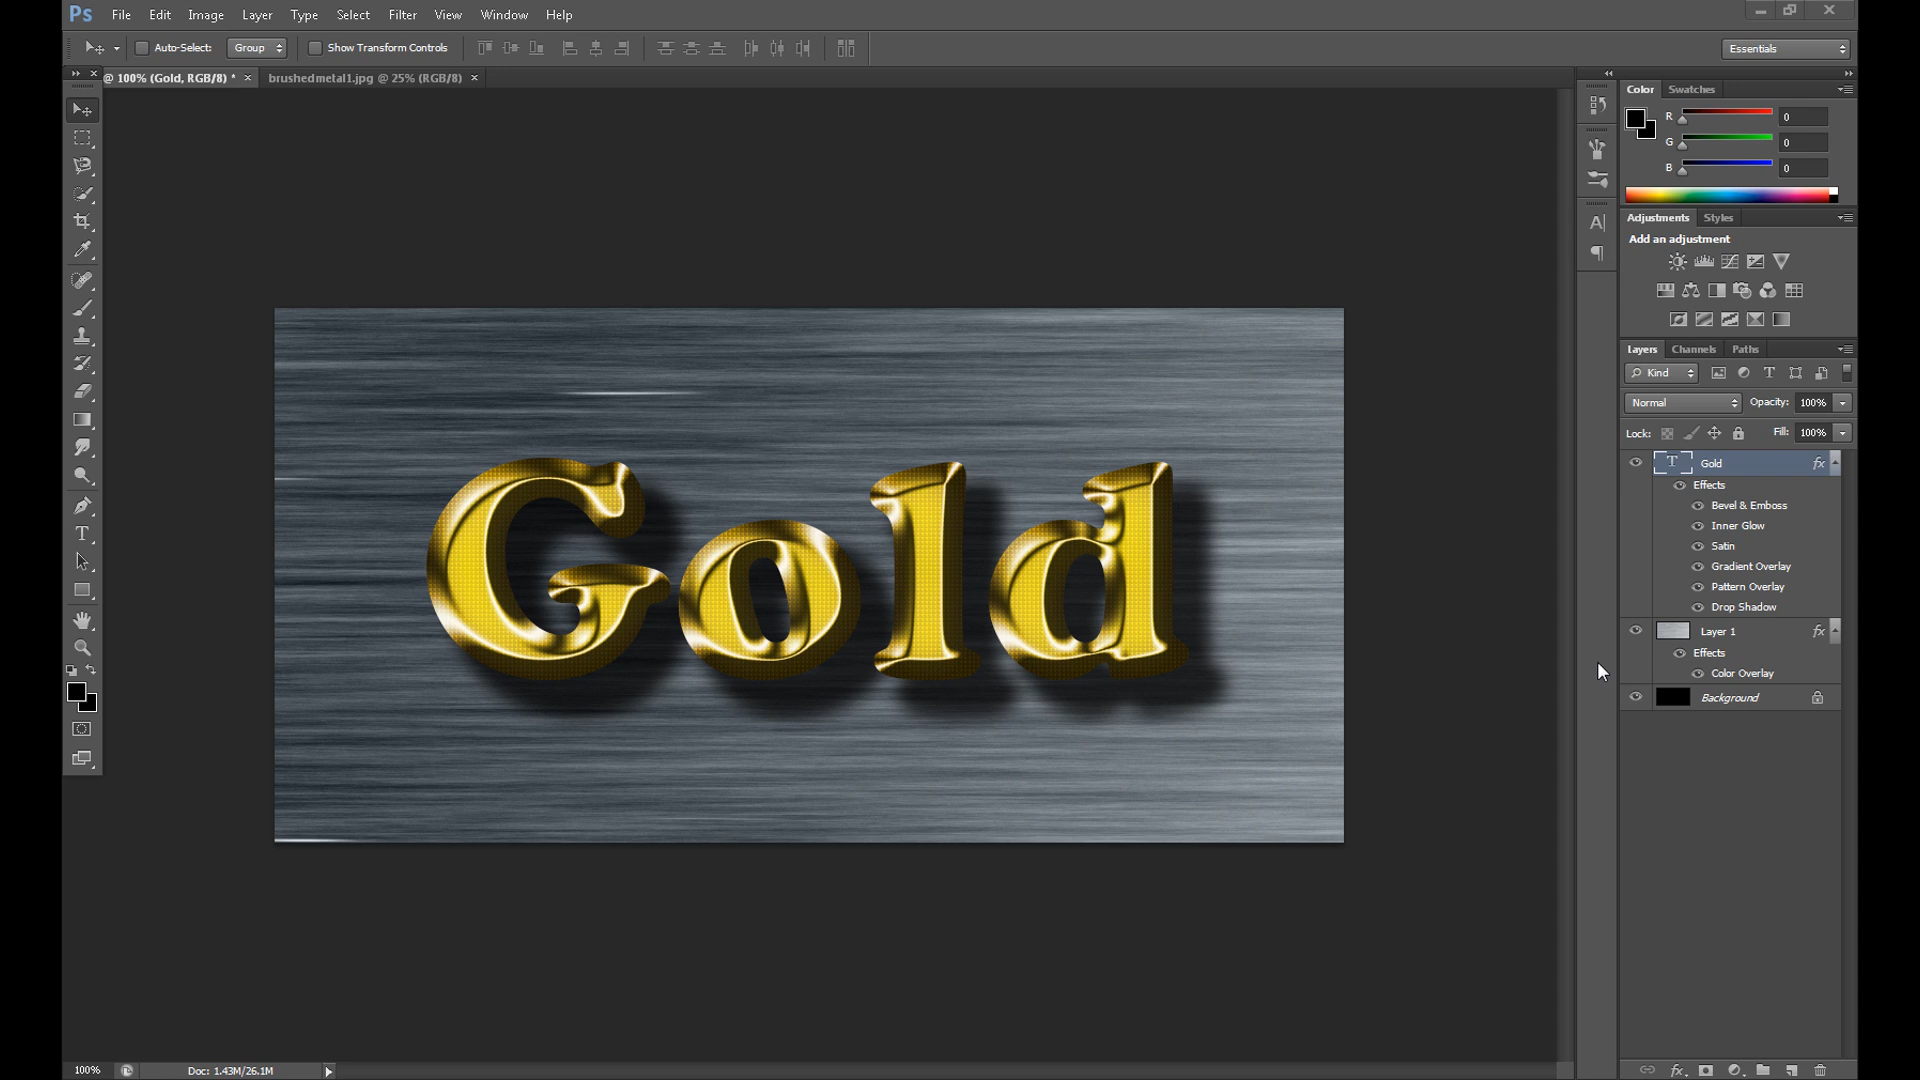 Ps File Edit Image Layer Type Select Filter View Window Help
Auto-Select: Group Show Transform Controls Essentials
@ 100% (Gold, RGB/8) * × brushedmetal1.jpg @ 25% (RGB/8) ×
Color Swatches
R 0
G 0
B 0
Adjustments Styles
Add an adjustment
Layers Channels Paths
Kind
Normal Opacity: 100%
Lock: Fill: 100%
T Gold fx
Effects
Bevel & Emboss
Inner Glow
Satin
Gradient Overlay
Pattern Overlay
Drop Shadow
Layer 1 fx
Effects
Color Overlay
Background
Gold
100% Doc: 1.43M/26.1M fx